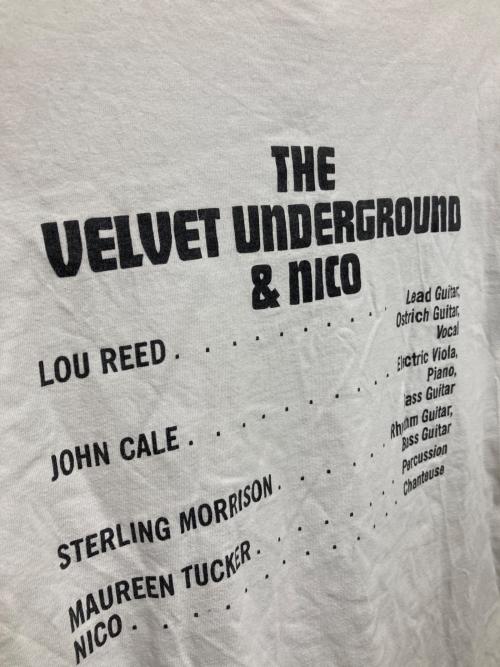 THE
VELVET UNDERGROUND
& NICO
LOU REED . . . . . . . . . Lead Guitar,
Ostrich Guitar,
Vocal
JOHN CALE . . . . . . . . . Electric Viola,
Piano,
Bass Guitar
STERLING MORRISON . . . . . Rhythm Guitar,
Bass Guitar
MAUREEN TUCKER . . . . . . Percussion
NICO . . . . . . . . . . . Chanteuse